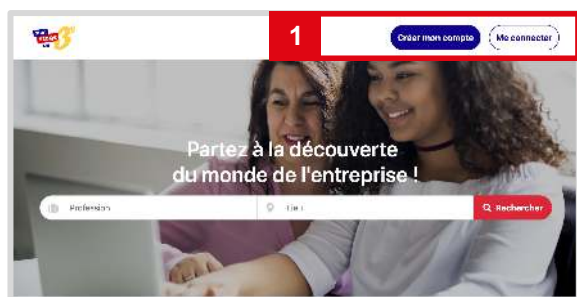 1
Créer mon compte
Me connecter
Partez à la découverte
du monde de l'entreprise !
Profession
Lieu
Rechercher